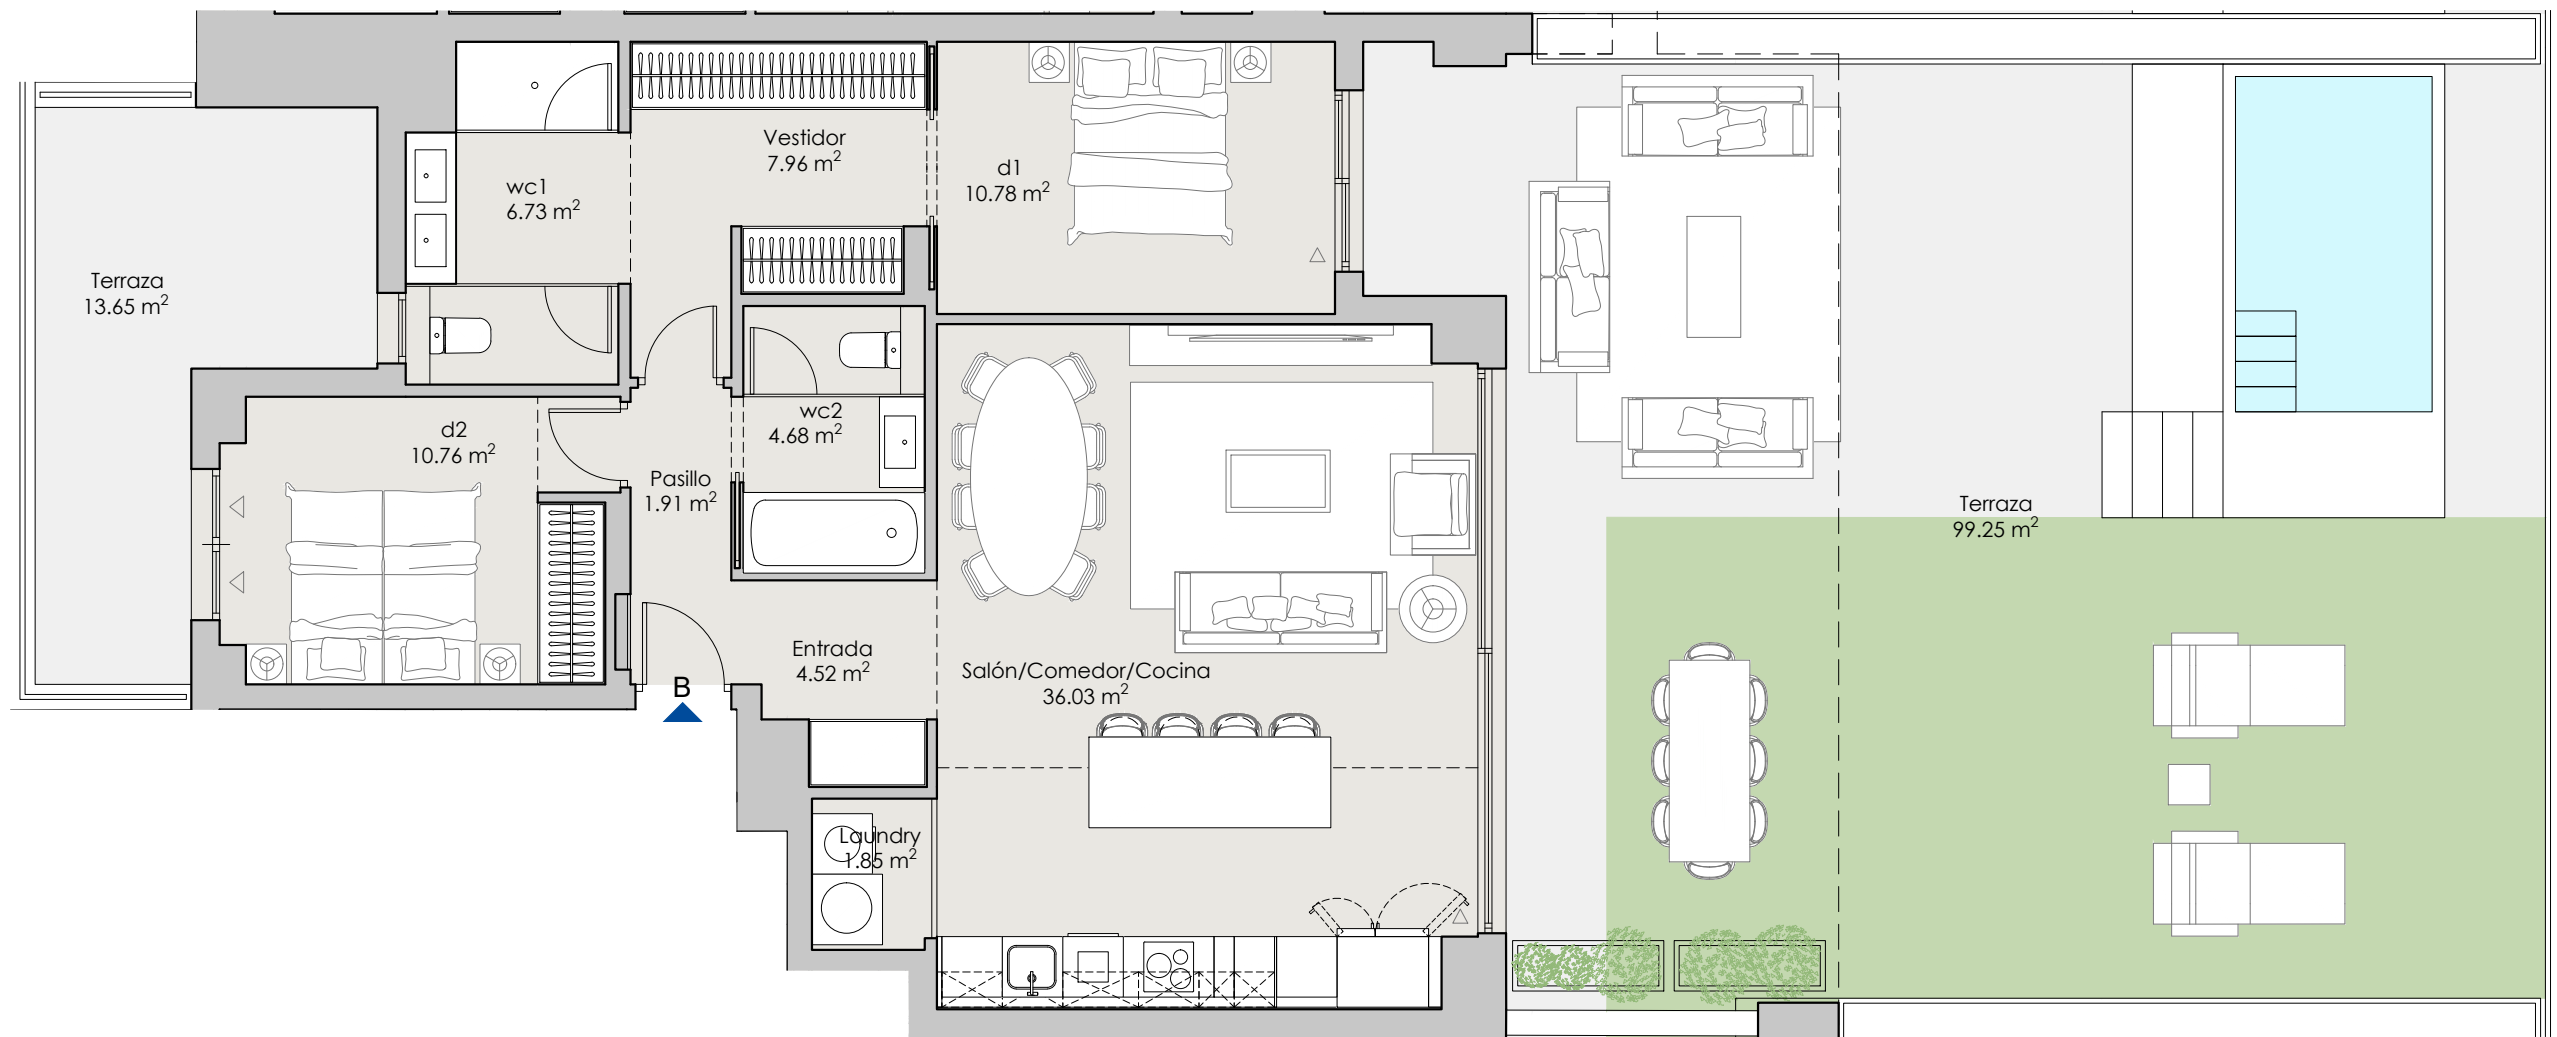 Vestidor
7.96 m²
d1
10.78 m²
wc1
6.73 m²
Terraza
13.65 m²
wc2
4.68 m²
d2
10.76 m²
Pasillo
1.91 m²
Terraza
99.25 m²
Entrada
4.52 m²
Salón/Comedor/Cocina
36.03 m²
B
Laundry
1.85 m²